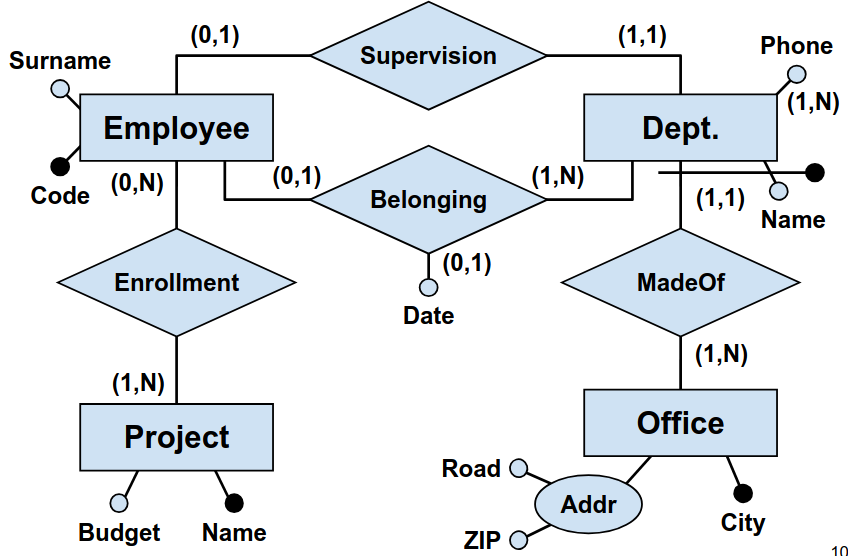 (0,1)
Supervision
(1,1)
Phone
Surname
(1,N)
Employee
Dept.
(0,N)
(0,1)
(1,N)
Code
Belonging
(1,1)
Name
(0,1)
Enrollment
MadeOf
Date
(1,N)
(1,N)
Project
Office
Road
Addr
Budget
Name
City
ZIP
10